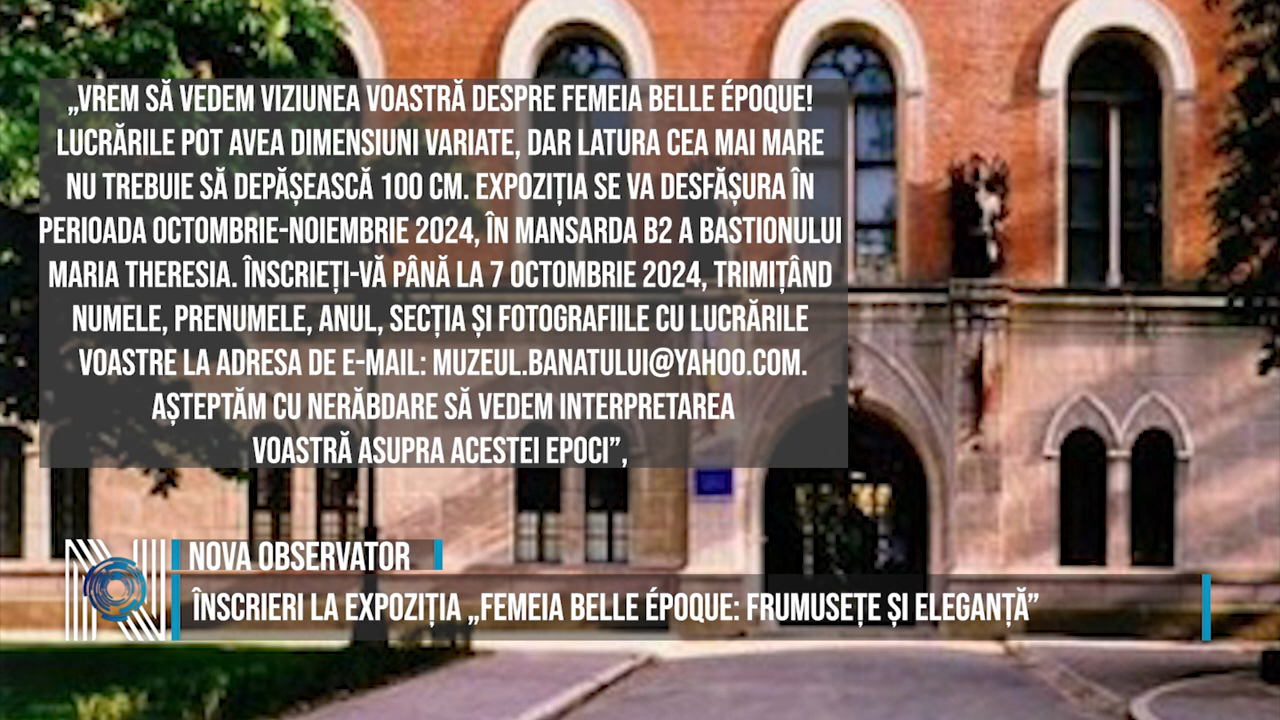 „VREM SĂ VEDEM VIZIUNEA VOASTRĂ DESPRE FEMEIA BELLE ÉPOQUE!
LUCRĂRILE POT AVEA DIMENSIUNI VARIATE, DAR LATURA CEA MAI MARE
NU TREBUIE SĂ DEPĂȘEASCĂ 100 CM. EXPOZIȚIA SE VA DESFĂȘURA ÎN
PERIOADA OCTOMBRIE-NOIEMBRIE 2024, ÎN MANSARDA B2 A BASTIONULUI
MARIA THERESIA. ÎNSCRIEȚI-VĂ PÂNĂ LA 7 OCTOMBRIE 2024, TRIMIȚÂND
NUMELE, PRENUMELE, ANUL, SECȚIA ȘI FOTOGRAFIILE CU LUCRĂRILE
VOASTRE LA ADRESA DE E-MAIL: MUZEUL.BANATULUI@YAHOO.COM.
AȘTEPTĂM CU NERĂBDARE SĂ VEDEM INTERPRETAREA
VOASTRĂ ASUPRA ACESTEI EPOCI”,
NOVA OBSERVATOR
ÎNSCRIERI LA EXPOZIȚIA „FEMEIA BELLE ÉPOQUE: FRUMUSEȚE ȘI ELEGANȚĂ”